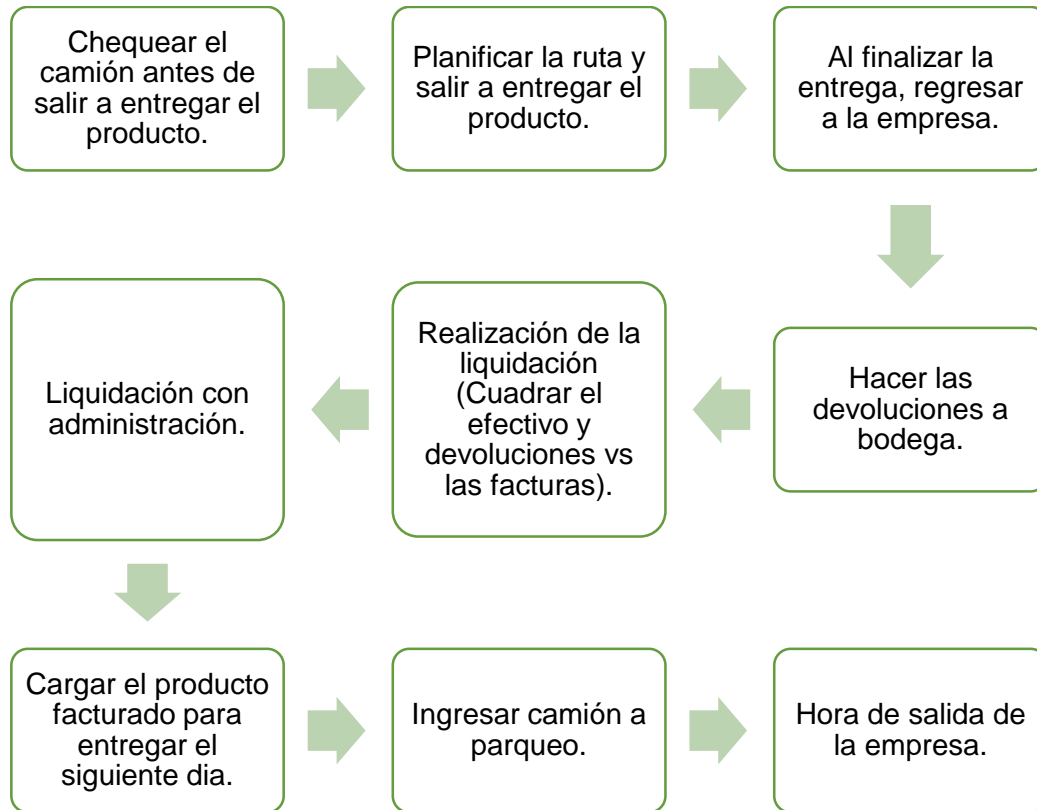 Chequear el
camión antes de
salir a entregar el
producto.
Planificar la ruta y
salir a entregar el
producto.
Al finalizar la
entrega, regresar
a la empresa.
Hacer las
devoluciones a
bodega.
Realización de la
liquidación
(Cuadrar el
efectivo y
devoluciones vs
las facturas).
Liquidación con
administración.
Cargar el producto
facturado para
entregar el
siguiente dia.
Ingresar camión a
parqueo.
Hora de salida de
la empresa.